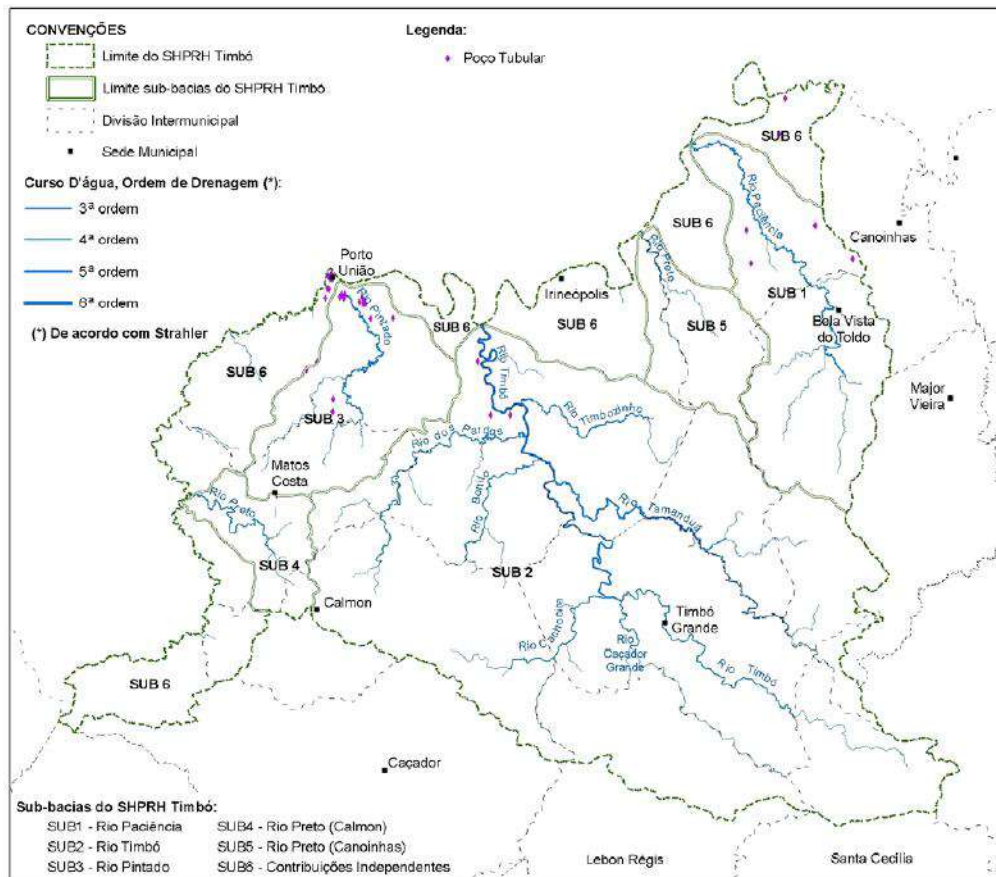 CONVENÇÕES
Limite do SHPRH Timbó
Limite sub-bacias do SHPRH Timbó
Divisão Intermunicipal
Sede Municipal
Legenda:
Poço Tubular
Curso D'água, Ordem de Drenagem (*):
3ª ordem
4ª ordem
5ª ordem
6ª ordem
(*) De acordo com Strahler
SUB 6
Rio Paciência
SUB 6
Canoinhas
Rio Preto
Porto
União
Irineópolis
SUB 1
Rio Pintado
SUB 6
SUB 6
SUB 5
Bela Vista
do Toldo
SUB 6
Rio Timbó
Major
Vieira
SUB 3
Rio Timbozinho
Rio dos Pardos
Matos
Costa
Rio Bonito
Rio Preto
Rio Tamanduá
SUB 4
SUB 2
Calmon
Timbó
Grande
Rio Cachoeira
Rio
Caçador
Grande
Rio Timbó
SUB 6
Caçador
Sub-bacias do SHPRH Timbó:
SUB1 - Rio Paciência
SUB2 - Rio Timbó
SUB3 - Rio Pintado
SUB4 - Rio Preto (Calmon)
SUB5 - Rio Preto (Canoinhas)
SUB6 - Contribuições Independentes
Lebon Régis
Santa Cecília